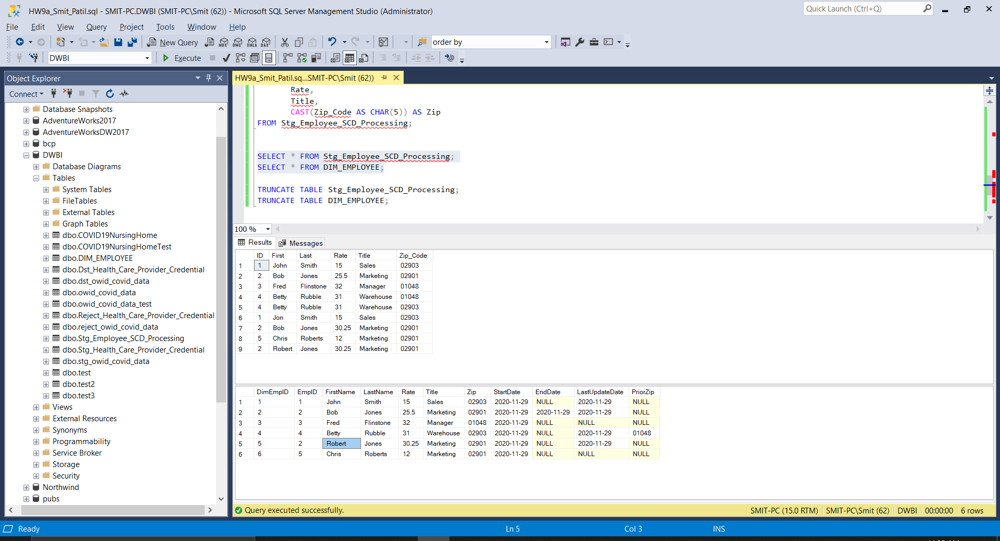 HW9a_Smit_Patil.sql - SMIT-PC.DWBI (SMIT-PC\Smit (62)) - Microsoft SQL Server Management Studio (Administrator)
Quick Launch (Ctrl+Q)
File Edit View Query Project Tools Window Help
New Query MDX DMX XMLA DAX order by
DWBI Execute
Object Explorer
Connect
Database Snapshots
AdventureWorks2017
AdventureWorksDW2017
bcp
DWBI
Database Diagrams
Tables
System Tables
FileTables
External Tables
Graph Tables
dbo.COVID19NursingHome
dbo.COVID19NursingHomeTest
dbo.DIM_EMPLOYEE
dbo.Dst_Health_Care_Provider_Credential
dbo.dst_owid_covid_data
dbo.owid_covid_data
dbo.owid_covid_data_test
dbo.Reject_Health_Care_Provider_Credential
dbo.reject_owid_covid_data
dbo.Stg_Employee_SCD_Processing
dbo.Stg_Health_Care_Provider_Credential
dbo.stg_owid_covid_data
dbo.test
dbo.test2
dbo.test3
Views
External Resources
Synonyms
Programmability
Service Broker
Storage
Security
Northwind
pubs
HW9a_Smit_Patil.sq...SMIT-PC\Smit (62))
Rate,
Title,
CAST(Zip_Code AS CHAR(5)) AS Zip
FROM Stg_Employee_SCD_Processing;
SELECT * FROM Stg_Employee_SCD_Processing;
SELECT * FROM DIM_EMPLOYEE;
TRUNCATE TABLE Stg_Employee_SCD_Processing;
TRUNCATE TABLE DIM_EMPLOYEE;
100 %
Results Messages
ID First Last Rate Title Zip_Code
1 1 John Smith 15 Sales 02903
2 2 Bob Jones 25.5 Marketing 02901
3 3 Fred Flinstone 32 Manager 01048
4 4 Betty Rubble 31 Warehouse 01048
5 4 Betty Rubble 31 Warehouse 02903
6 1 Jon Smith 15 Sales 02903
7 2 Bob Jones 30.25 Marketing 02901
8 5 Chris Roberts 12 Marketing 02901
9 2 Robert Jones 30.25 Marketing 02901
DimEmpID EmpID FirstName LastName Rate Title Zip StartDate EndDate LastUpdateDate PriorZip
1 1 1 John Smith 15 Sales 02903 2020-11-29 NULL 2020-11-29 NULL
2 2 2 Bob Jones 25.5 Marketing 02901 2020-11-29 2020-11-29 2020-11-29 NULL
3 3 3 Fred Flinstone 32 Manager 01048 2020-11-29 NULL NULL NULL
4 4 4 Betty Rubble 31 Warehouse 02903 2020-11-29 NULL 2020-11-29 01048
5 5 2 Robert Jones 30.25 Marketing 02901 2020-11-29 NULL 2020-11-29 NULL
6 6 5 Chris Roberts 12 Marketing 02901 2020-11-29 NULL NULL NULL
Query executed successfully. SMIT-PC (15.0 RTM) SMIT-PC\Smit (62) DWBI 00:00:00 6 rows
Ready Ln 5 Col 3 INS